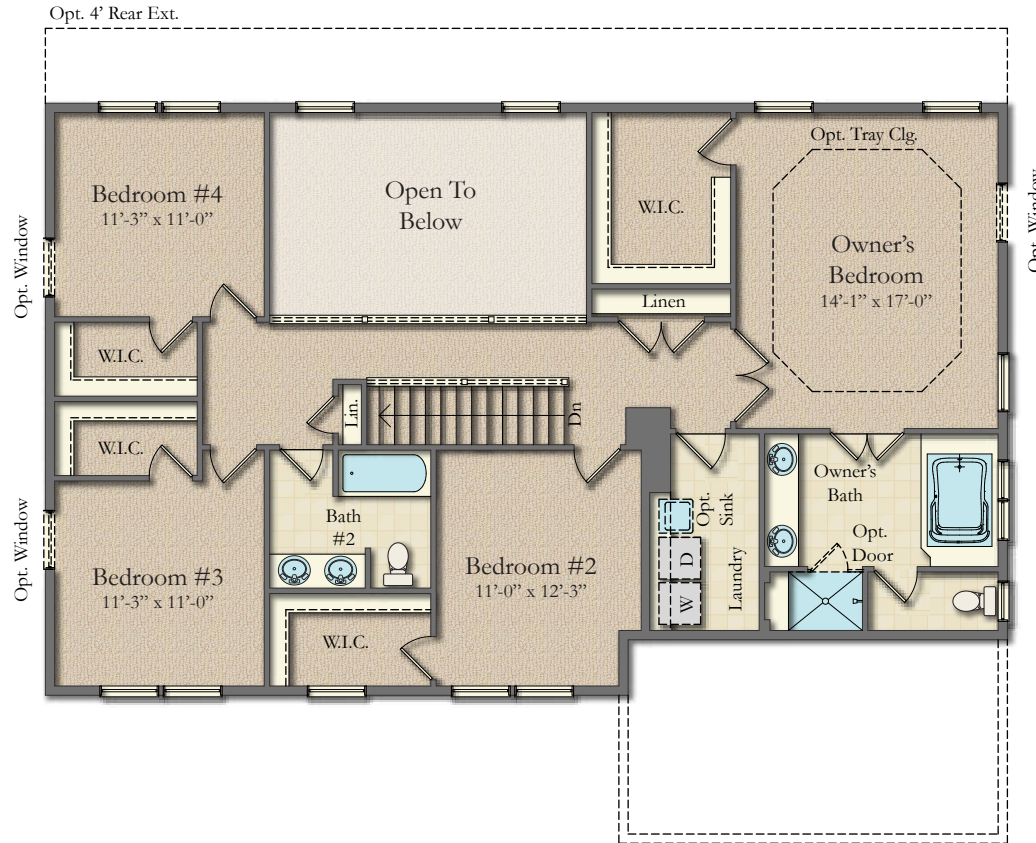 Opt. 4’ Rear Ext.
Opt. Tray Clg.
Bedroom #4
11’-3” x 11’-0”
Open To
Below
W.I.C.
Opt. Window
Opt. Window
Owner’s
Bedroom
14’-1” x 17’-0”
Linen
W.I.C.
Lin.
Dn
W.I.C.
Opt. Window
Bath
#2
Opt.
Sink
Owner’s
Bath
Opt.
Door
Bedroom #3
11’-3” x 11’-0”
Bedroom #2
11’-0” x 12’-3”
D
W
Laundry
W.I.C.